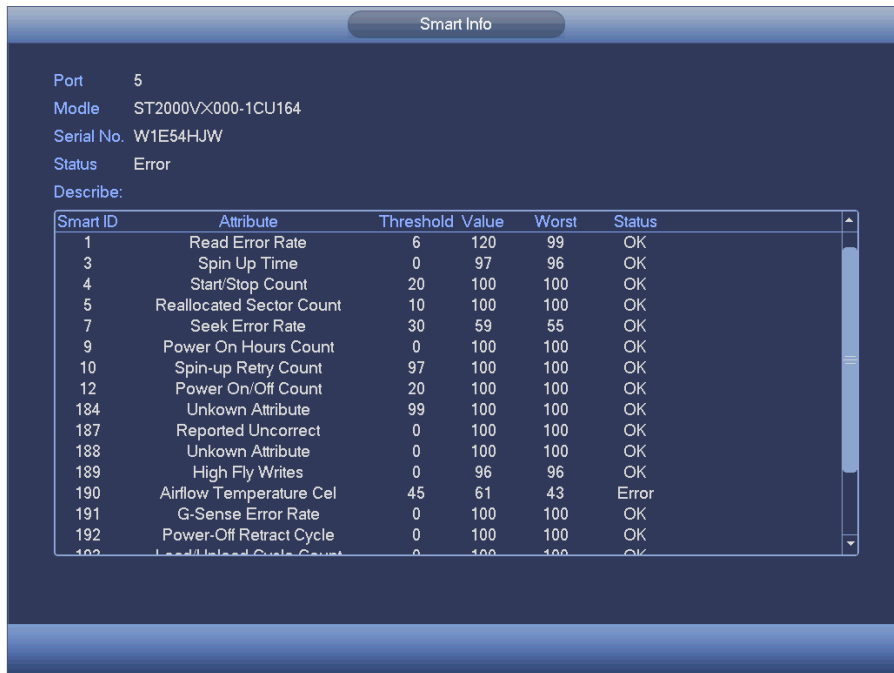 Smart Info
Port 5
Modle ST2000VX000-1CU164
Serial No. W1E54HJW
Status Error
Describe:
Smart ID Attribute Threshold Value Worst Status
1 Read Error Rate 6 120 99 OK
3 Spin Up Time 0 97 96 OK
4 Start/Stop Count 20 100 100 OK
5 Reallocated Sector Count 10 100 100 OK
7 Seek Error Rate 30 59 55 OK
9 Power On Hours Count 0 100 100 OK
10 Spin-up Retry Count 97 100 100 OK
12 Power On/Off Count 20 100 100 OK
184 Unkown Attribute 99 100 100 OK
187 Reported Uncorrect 0 100 100 OK
188 Unkown Attribute 0 100 100 OK
189 High Fly Writes 0 96 96 OK
190 Airflow Temperature Cel 45 61 43 Error
191 G-Sense Error Rate 0 100 100 OK
192 Power-Off Retract Cycle 0 100 100 OK